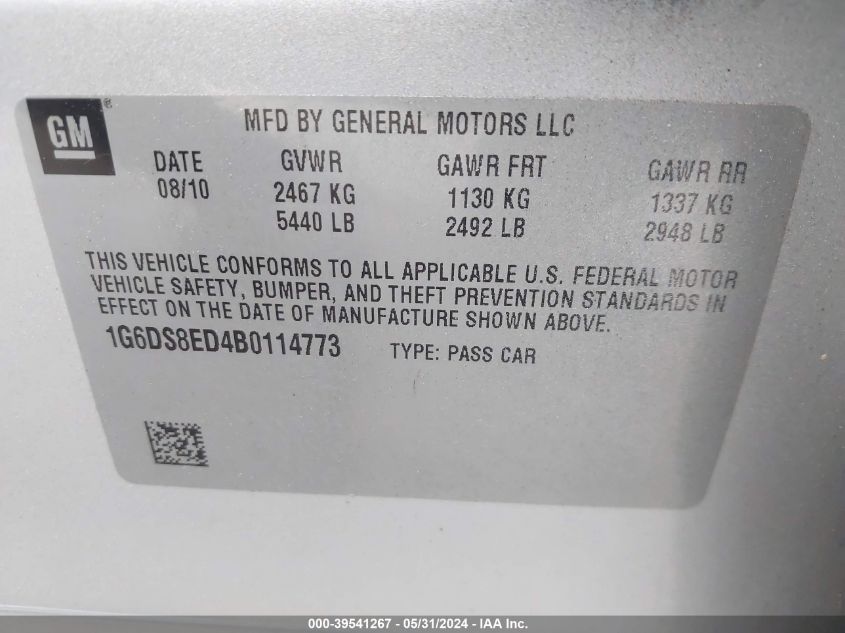 GM®
MFD BY GENERAL MOTORS LLC
DATE GVWR GAWR FRT GAWR RR
08/10 2467 KG 1130 KG 1337 KG
5440 LB 2492 LB 2948 LB
THIS VEHICLE CONFORMS TO ALL APPLICABLE U.S. FEDERAL MOTOR
VEHICLE SAFETY, BUMPER, AND THEFT PREVENTION STANDARDS IN
EFFECT ON THE DATE OF MANUFACTURE SHOWN ABOVE.
1G6DS8ED4B0114773 TYPE: PASS CAR
000-39541267 - 05/31/2024 - IAA Inc.